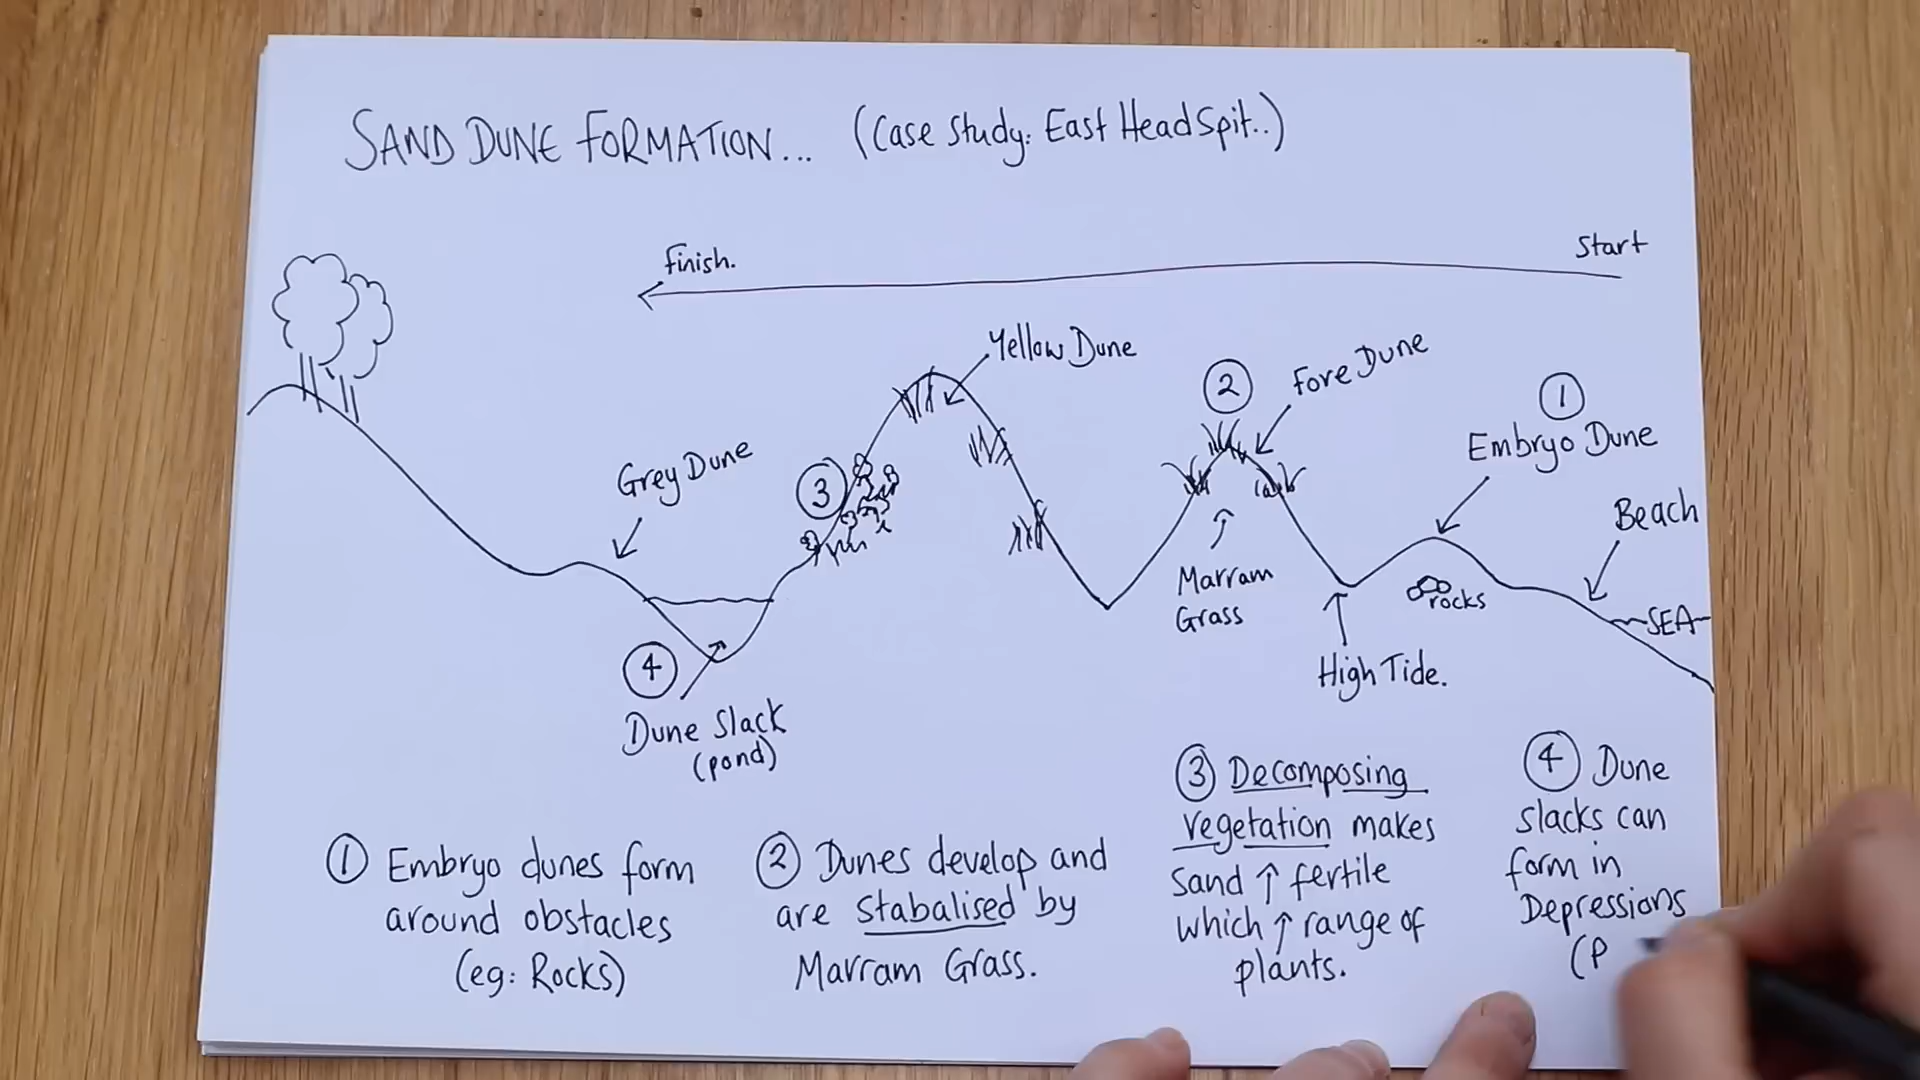 SAND DUNE FORMATION... (Case Study: East Head Spit..)
Finish.
Start
Yellow Dune
2
Fore Dune
1
Embryo Dune
Grey Dune
3
Beach
Marram
Grass
rocks
SEA
High Tide.
4
Dune Slack
(pond)
1 Embryo dunes form
around obstacles
(eg: Rocks)
2 Dunes develop and
are Stabalised by
Marram Grass.
3 Decomposing
vegetation makes
Sand ↑ fertile
which ↑ range of
plants.
4 Dune
slacks can
form in
Depressions
(P